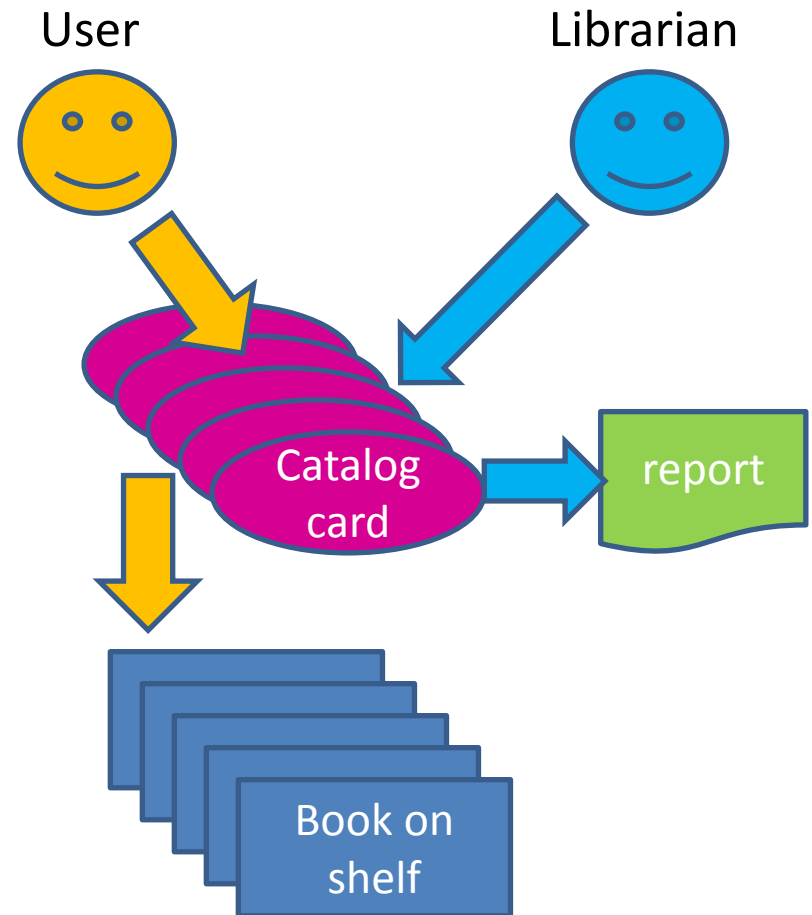 User
Librarian
Catalog
card
report
Book on
shelf